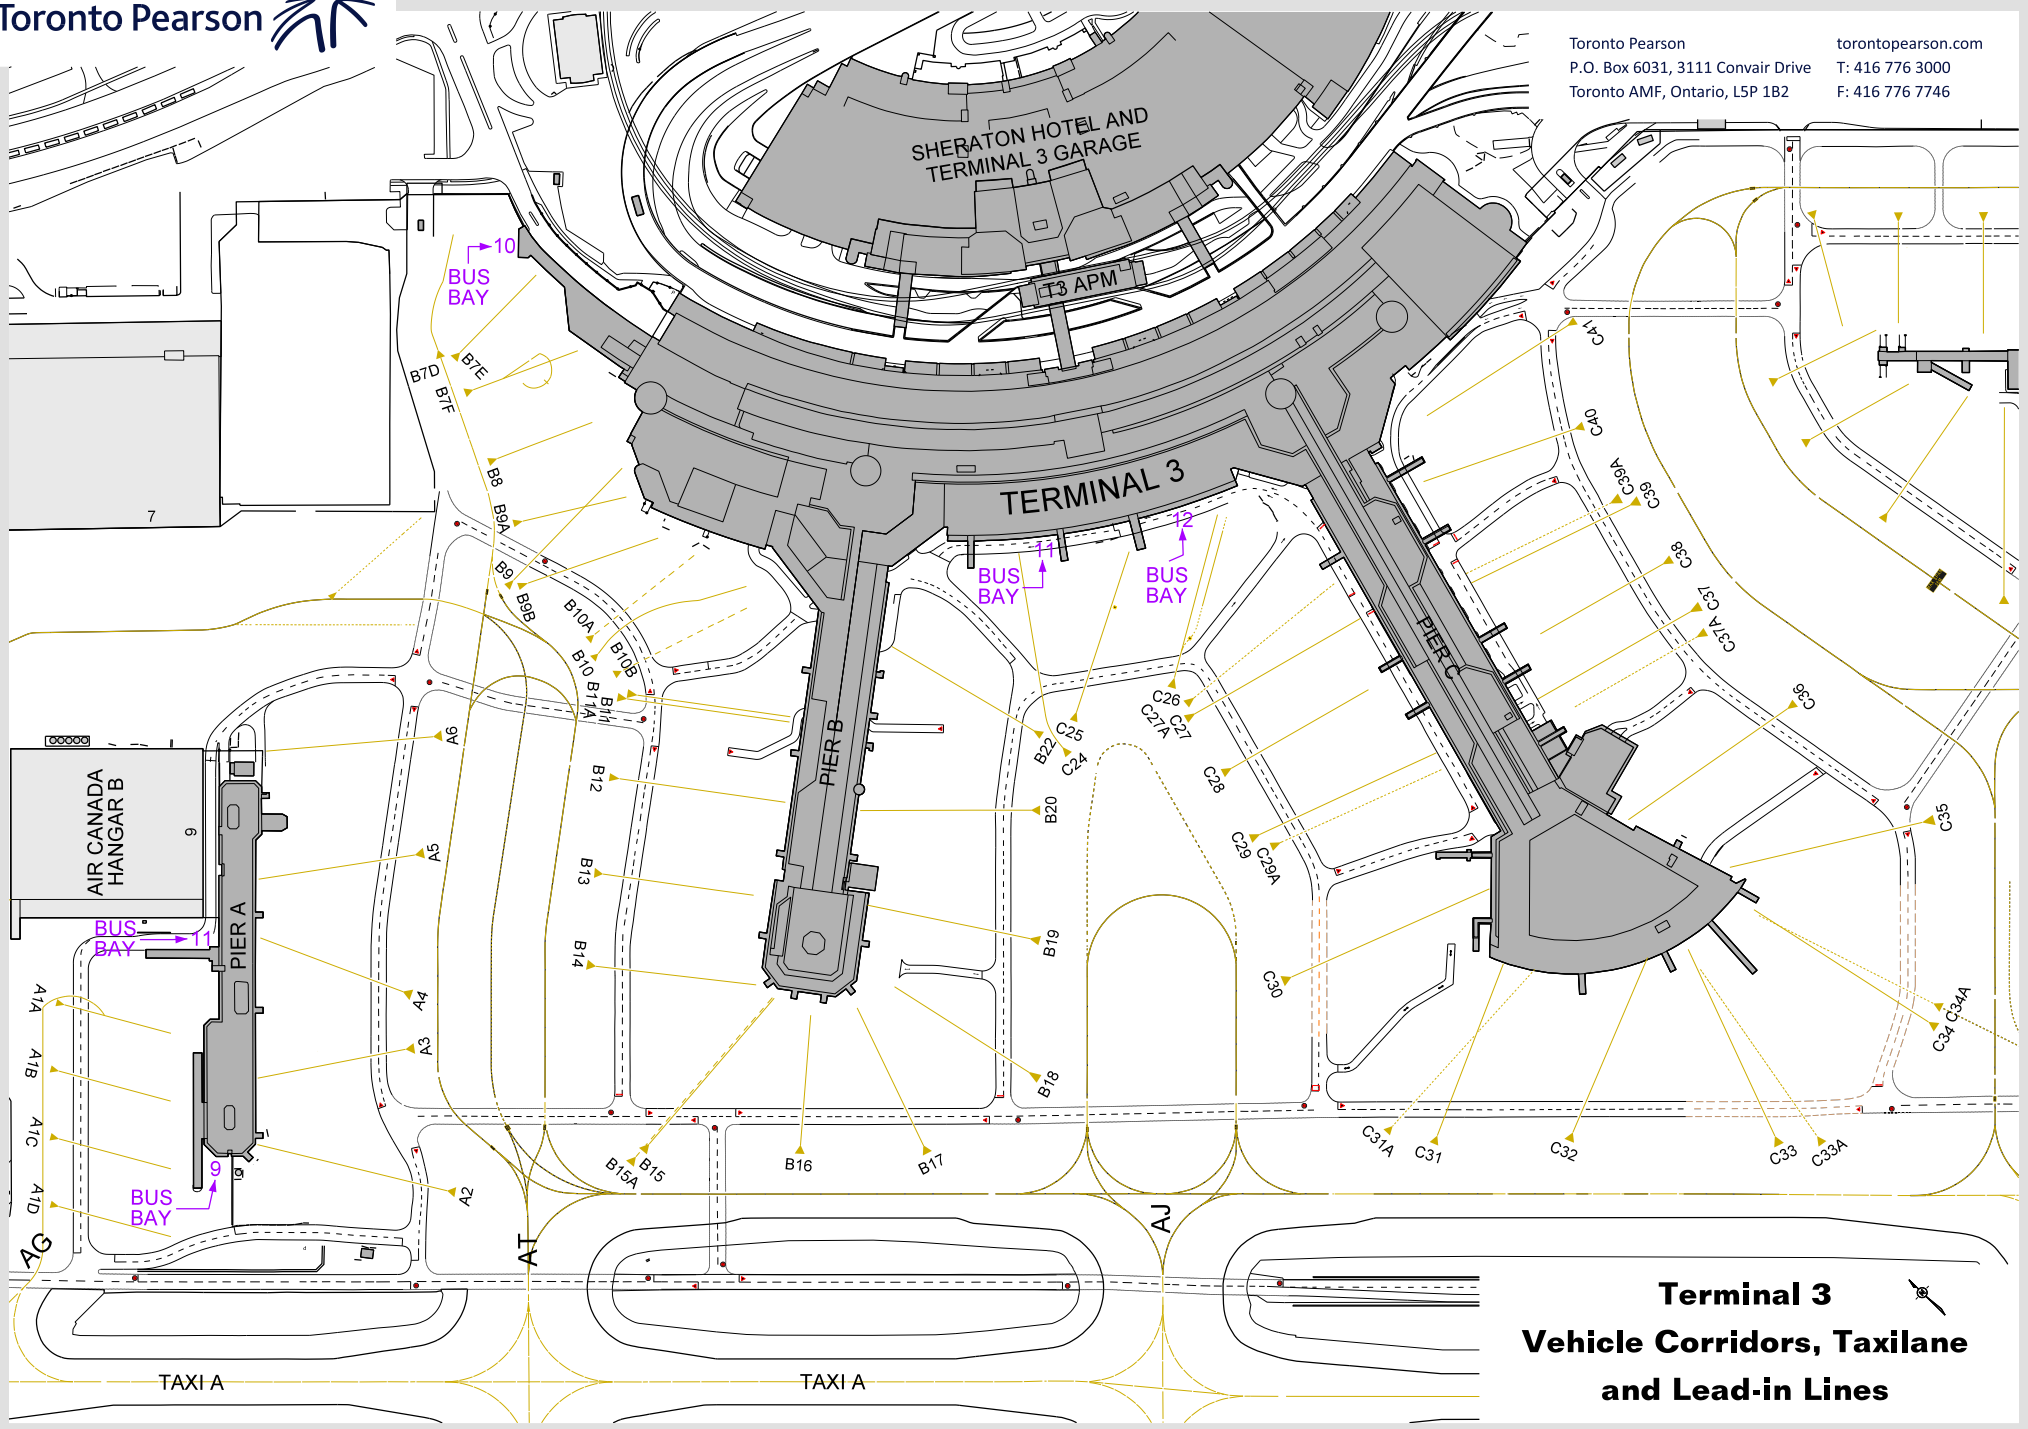 Toronto Pearson
Toronto Pearson
P.O. Box 6031, 3111 Convair Drive
Toronto AMF, Ontario, L5P 1B2
torontopearson.com
T: 416 776 3000
F: 416 776 7746
SHERATON HOTEL AND
TERMINAL 3 GARAGE
T3 APM
10
BUS
BAY
B7D
B7E
B7F
B8
B9A
B9
B9B
B10A
B10
B10B
B11A
B11
B12
B13
B14
B15A
B15
B16
B17
B18
B19
B20
B22
TERMINAL 3
11
BUS
BAY
12
BUS
BAY
C24
C25
C26
C27A
C27
C28
C29
C29A
C30
C31A
C31
C32
C33
C33A
C34
C34A
C35
C36
C37A
C37
C38
C39
C39A
C40
C41
PIER A
PIER B
PIER C
7
9
AIR CANADA
HANGAR B
BUS
BAY
11
A6
A5
A4
A3
A2
A1A
A1B
A1C
A1D
9
BUS
BAY
AG
AT
AJ
TAXI A
TAXI A
Terminal 3
Vehicle Corridors, Taxilane
and Lead-in Lines